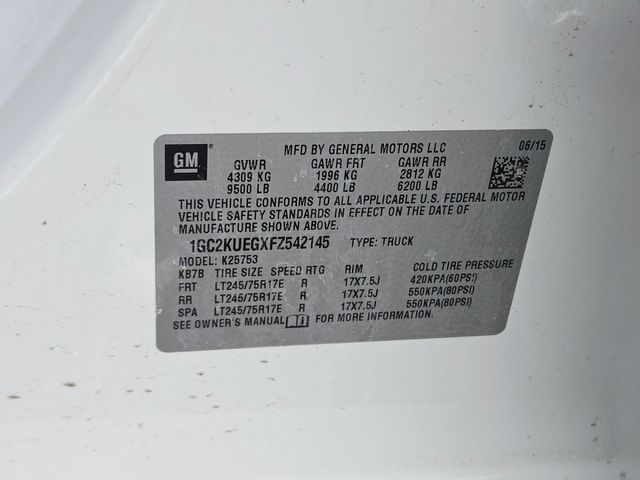 GM
MFD BY GENERAL MOTORS LLC 06/15
GVWR GAWR FRT GAWR RR
4309 KG 1996 KG 2812 KG
9500 LB 4400 LB 6200 LB
THIS VEHICLE CONFORMS TO ALL APPLICABLE U.S. FEDERAL MOTOR
VEHICLE SAFETY STANDARDS IN EFFECT ON THE DATE OF
MANUFACTURE SHOWN ABOVE.
1GC2KUEGXFZ542145 TYPE: TRUCK
MODEL: K25753
KB7B TIRE SIZE SPEED RTG RIM COLD TIRE PRESSURE
FRT LT245/75R17E R 17X7.5J 420KPA(60PSI)
RR LT245/75R17E R 17X7.5J 550KPA(80PSI)
SPA LT245/75R17E R 17X7.5J 550KPA(80PSI)
SEE OWNER'S MANUAL FOR MORE INFORMATION.